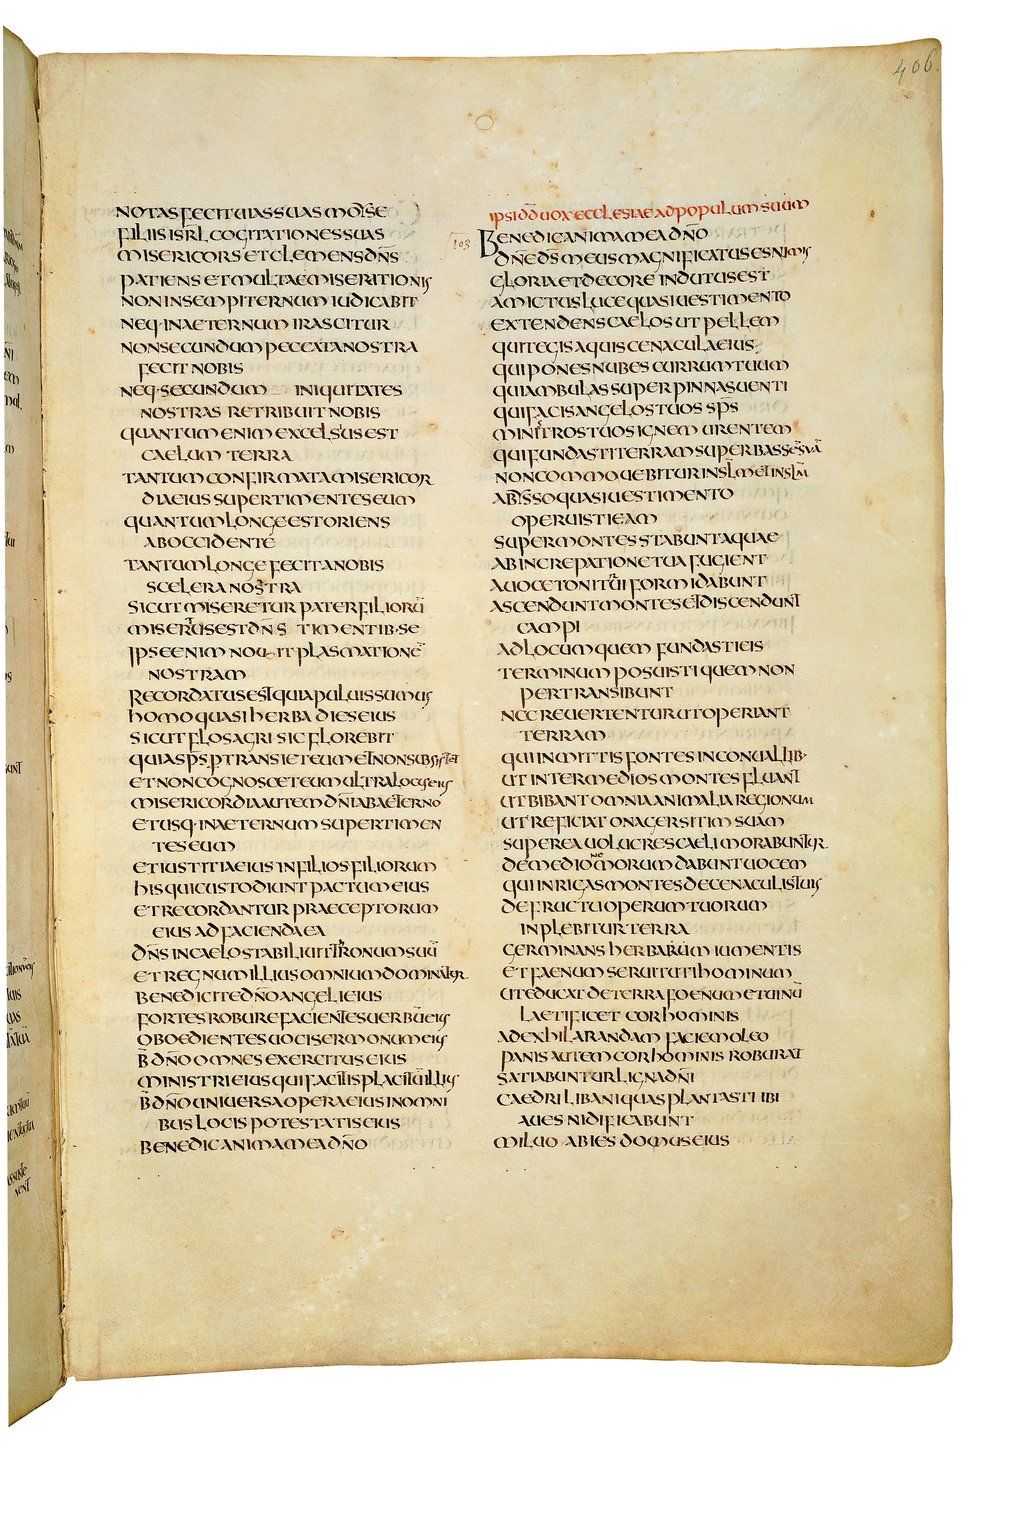 406.
NOTAS FECIT UIAS SUAS MOISE
FILIIS ISRL COGITATIONES SUAS
MISERICORS ET CLEMENS DNS
PATIENS ET MULTAE MISERATIONIS
NON IN SEMPITERNUM IUDICABIT
NEQ· IN AETERNUM IRASCITUR
NON SECUNDUM PECCATA NOSTRA
FECIT NOBIS
NEQ· SECUNDUM INIQUITATES
NOSTRAS RETRIBUIT NOBIS
QUANTUM ENIM EXCELSUS EST
CAELUM TERRA
TANTUM CONFIRMATA MISERICOR
DIA EIUS SUPER TIMENTES EUM
QUANTUM LONGE EST ORIENS
AB OCCIDENTE
TANTUM LONGE FECIT A NOBIS
SCELERA NOSTRA
SICUT MISERETUR PATER FILIORŪ
MISERTUS EST DNS TIMENTIB· SE
IPSE ENIM NOUIT PLASMATIONĒ
NOSTRAM
RECORDATUS EST QUIA PULUIS SUMUS
HOMO QUASI HERBA DIES EIUS
SICUT FLOS AGRI SIC FLOREBIT
QUIA SPS PTRANSIET EUM ET NON SUBSISTET
ET NON COGNOSCET EUM ULTRA LOCUS EIUS
MISERICORDIA AUTEM DNI AB AETERNO
ET USQ· IN AETERNUM SUPER TIMEN
TES EUM
ET IUSTITIA EIUS IN FILIOS FILIORUM
HIS QUI CUSTODIUNT PACTUM EIUS
ET RECORDANTUR PRAECEPTORUM
EIUS AD FACIENDA EA
DNS IN CAELO STABILIUIT TRONUM SUŪ
ET REGNUM ILLIUS OMNIUM DOMINATUR
BENEDICITE DNO ANGELI EIUS
FORTES ROBORE FACIENTES UERBUM EIUS
OBOEDIENTES UOCI SERMONUM EIUS
B DNO OMNES EXERCITUS EIUS
MINISTRI EIUS QUI FACITIS PLACITUM ILLIUS
B DNO UNIUERSA OPERA EIUS IN OMNI
BUS LOCIS POTESTATIS EIUS
BENEDIC ANIMA MEA DNO
IPSI DD UOX ECCLESIAE AD POPULUM SUUM
103
BENEDIC ANIMA MEA DNO
DNE DS MEUS MAGNIFICATUS ES NIMIS
GLORIA ET DECORE INDUTUS EST
AMICTUS LUCE QUASI UESTIMENTO
EXTENDENS CAELOS UT PELLEM
QUI TEGIS AQUIS CENACULA EIUS
QUI PONES NUBES CURRUM TUUM
QUI AMBULAS SUPER PINNAS UENTI
QUI FACIS ANGELOS TUOS SPS
MINITROS TUOS IGNEM URENTEM
QUI FUNDASTI TERRAM SUPER BASSES SUĀ
NON COMMOUEBITUR IN SLM ET IN SLM
ABISSO QUASI UESTIMENTO
OPERUISTI EAM
SUPER MONTES STABUNT AQUAE
AB INCREPATIONE TUA FUGIENT
A UOCE TONITRUI FORMIDABUNT
ASCENDUNT MONTES ET DISCENDUNT
CAMPI
AD LOCUM QUEM FUNDASTI EIS
TERMINUM POSUISTI QUEM NON
PERTRANSIBUNT
NEC REUERTENTUR UT OPERIANT
TERRAM
QUI INMITTIS FONTES IN CONUALLIB·
UT INTER MEDIOS MONTES FLUANT
UT BIBANT OMNIA ANIMALIA REGIONUM
UT REFICIAT ONAGER SITIM SUAM
SUPER EA UOLUCRES CAELI MORABUNTUR
DE MEDIO NEMORUM DABUNT UOCEM
QUI INRIGAS MONTES DE CENACULIS TUIS
DE FRUCTU OPERUM TUORUM
INPLEBITUR TERRA
GERMINANS HERBARUM IUMENTIS
ET FAENUM SERUITUTI HOMINUM
UT EDUCAT DE TERRA FOENUM ET UINŪ
LAETIFICET COR HOMINIS
AD EXHILARANDAM FACIEM OLEO
PANIS AUTEM COR HOMINIS ROBORAT
SATIABUNTUR LIGNA DNI
CAEDRI LIBANI QUAS PLANTASTI IBI
AUES NIDIFICABUNT
MILUO ABIES DOMUS EIUS